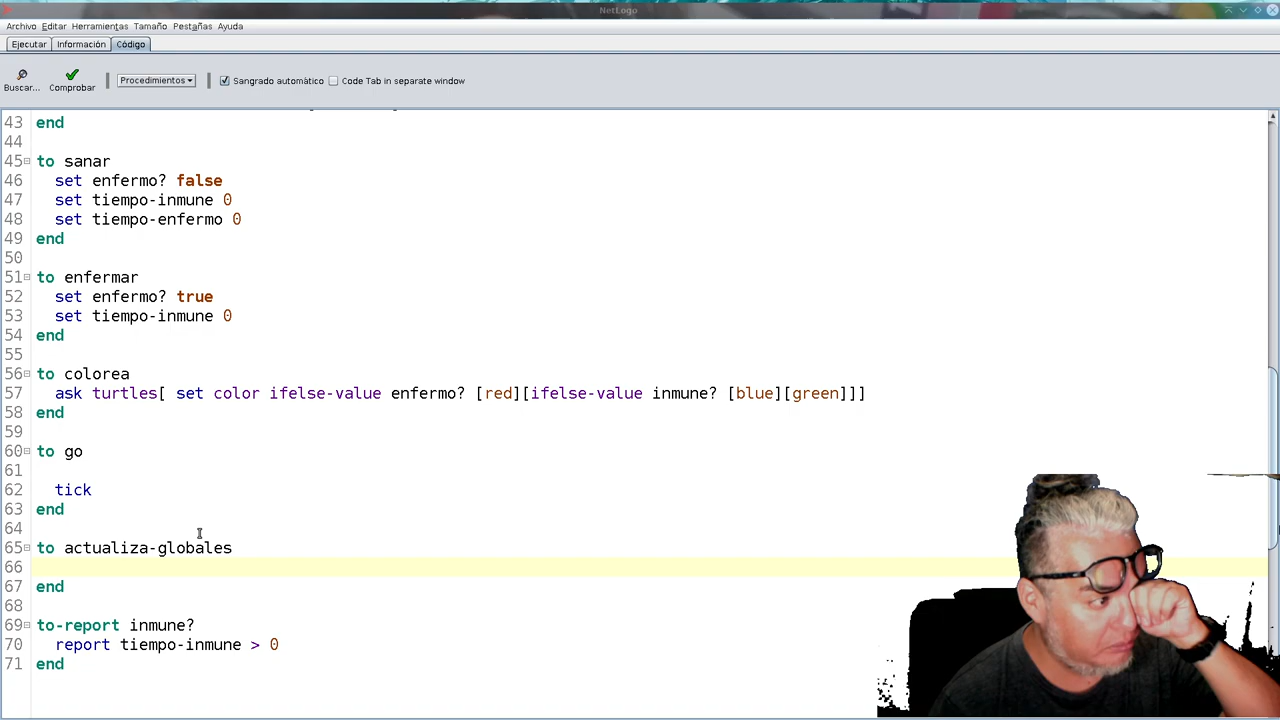 NetLogo
Archivo Editar Herramientas Tamaño Pestañas Ayuda
Ejecutar Información Código
Buscar... Comprobar Procedimientos Sangrado automático Code Tab in separate window
43 end
44
45 to sanar
46 set enfermo? false
47 set tiempo-inmune 0
48 set tiempo-enfermo 0
49 end
50
51 to enfermar
52 set enfermo? true
53 set tiempo-inmune 0
54 end
55
56 to colorea
57 ask turtles[ set color ifelse-value enfermo? [red][ifelse-value inmune? [blue][green]]]
58 end
59
60 to go
61
62 tick
63 end
64
65 to actualiza-globales
66
67 end
68
69 to-report inmune?
70 report tiempo-inmune > 0
71 end